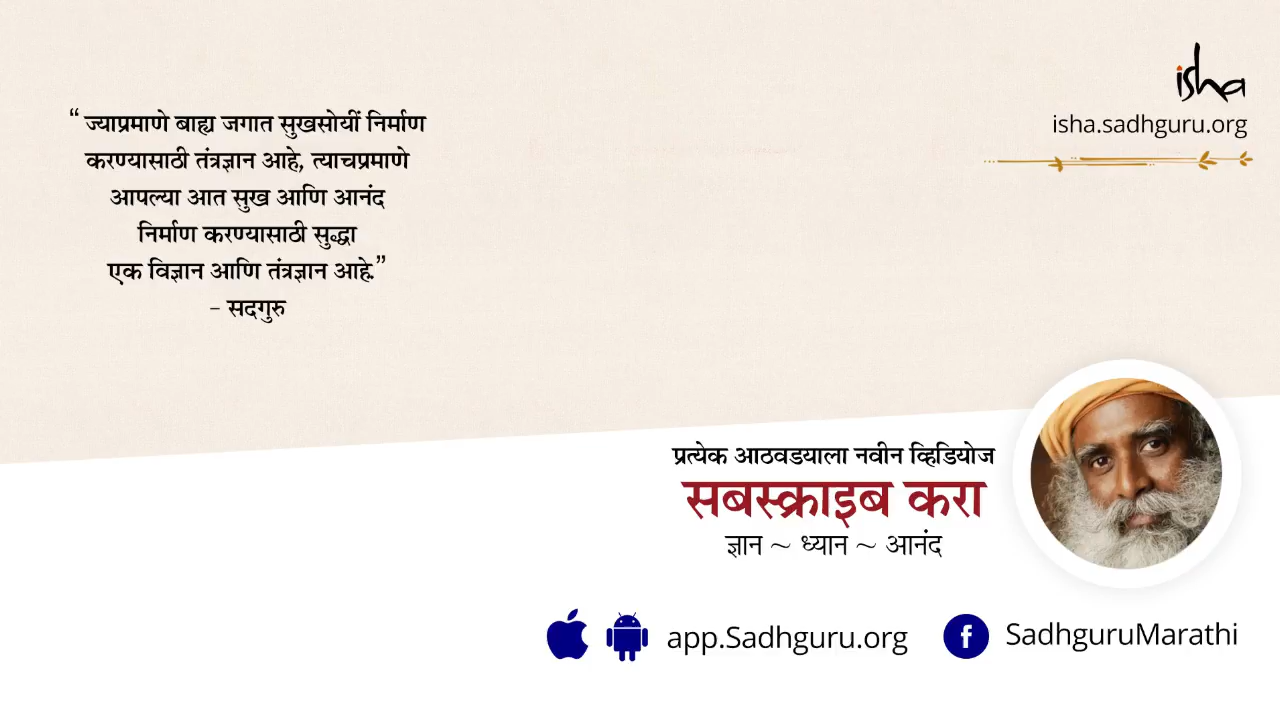 “ ज्याप्रमाणे बाह्य जगात सुखसोयीं निर्माण
करण्यासाठी तंत्रज्ञान आहे, त्याचप्रमाणे
आपल्या आत सुख आणि आनंद
निर्माण करण्यासाठी सुद्धा
एक विज्ञान आणि तंत्रज्ञान आहे.”
- सदगुरु
isha
isha.sadhguru.org
प्रत्येक आठवडयाला नवीन व्हिडियोज
सबस्क्राइब करा
ज्ञान ~ ध्यान ~ आनंद
app.Sadhguru.org
f SadhguruMarathi